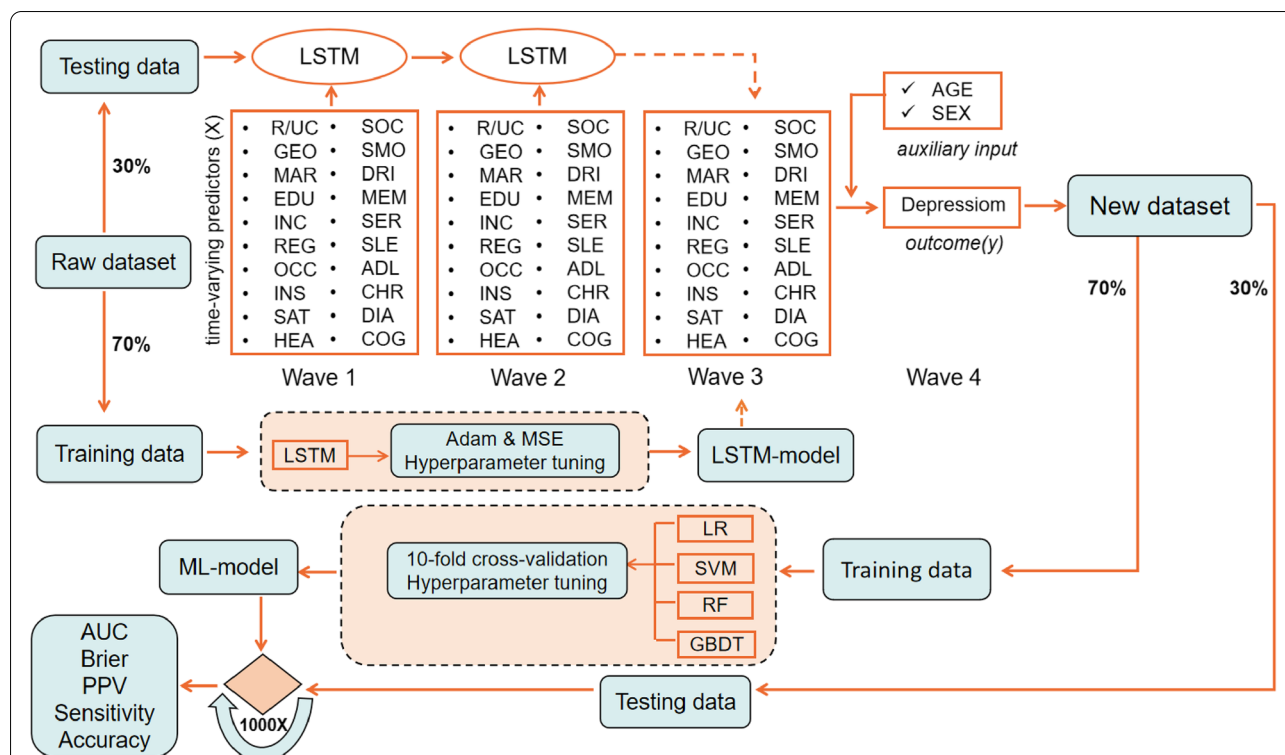 Testing data
LSTM
LSTM
30%
Raw dataset
70%
time-varying predictors (X)
• R/UC • SOC
• GEO • SMO
• MAR • DRI
• EDU • MEM
• INC • SER
• REG • SLE
• OCC • ADL
• INS • CHR
• SAT • DIA
• HEA • COG
Wave 1
• R/UC • SOC
• GEO • SMO
• MAR • DRI
• EDU • MEM
• INC • SER
• REG • SLE
• OCC • ADL
• INS • CHR
• SAT • DIA
• HEA • COG
Wave 2
• R/UC • SOC
• GEO • SMO
• MAR • DRI
• EDU • MEM
• INC • SER
• REG • SLE
• OCC • ADL
• INS • CHR
• SAT • DIA
• HEA • COG
Wave 3
✓ AGE
✓ SEX
auxiliary input
Depressiom
outcome(y)
Wave 4
New dataset
70%
30%
Training data
LSTM
Adam & MSE
Hyperparameter tuning
LSTM-model
ML-model
10-fold cross-validation
Hyperparameter tuning
LR
SVM
RF
GBDT
Training data
AUC
Brier
PPV
Sensitivity
Accuracy
1000X
Testing data